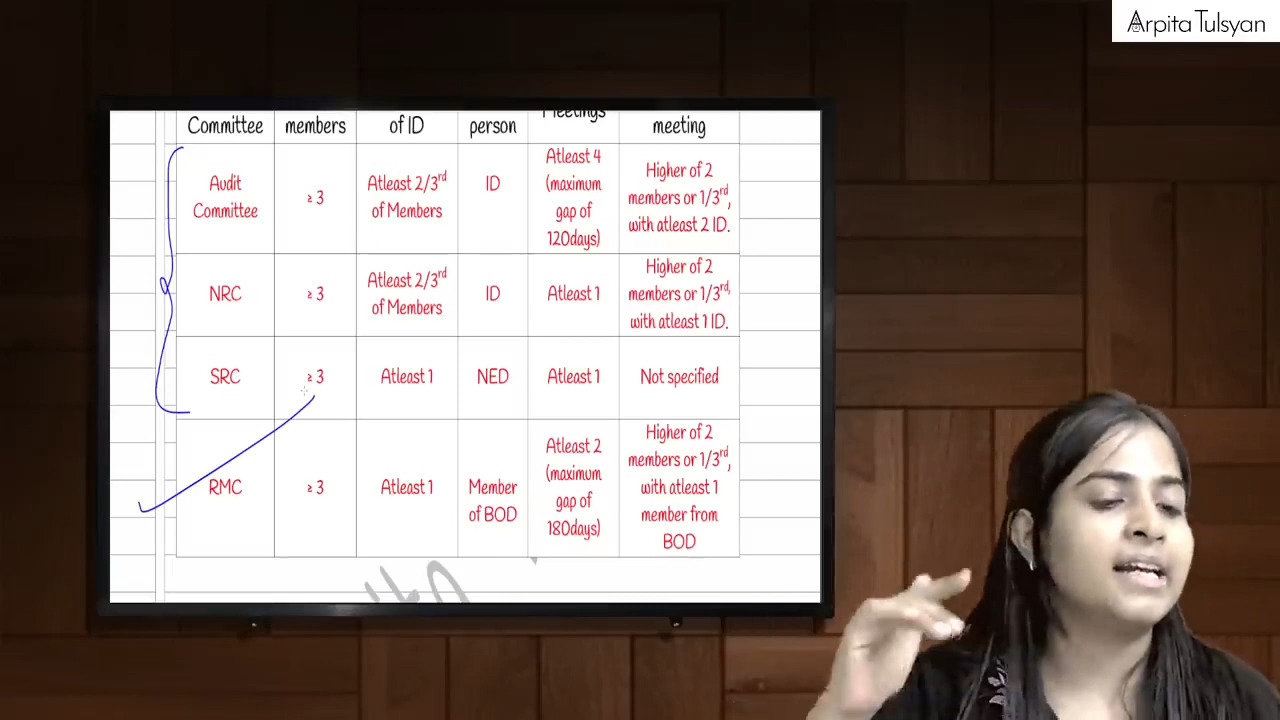 Arpita Tulsyan
Meetings
Committee members of ID person meeting
Audit Committee ≥ 3 Atleast 2/3rd of Members ID Atleast 4 (maximum gap of 120days) Higher of 2 members or 1/3rd, with atleast 2 ID.
NRC ≥ 3 Atleast 2/3rd of Members ID Atleast 1 Higher of 2 members or 1/3rd, with atleast 1 ID.
SRC ≥ 3 Atleast 1 NED Atleast 1 Not specified
RMC ≥ 3 Atleast 1 Member of BOD Atleast 2 (maximum gap of 180days) Higher of 2 members or 1/3rd, with atleast 1 member from BOD